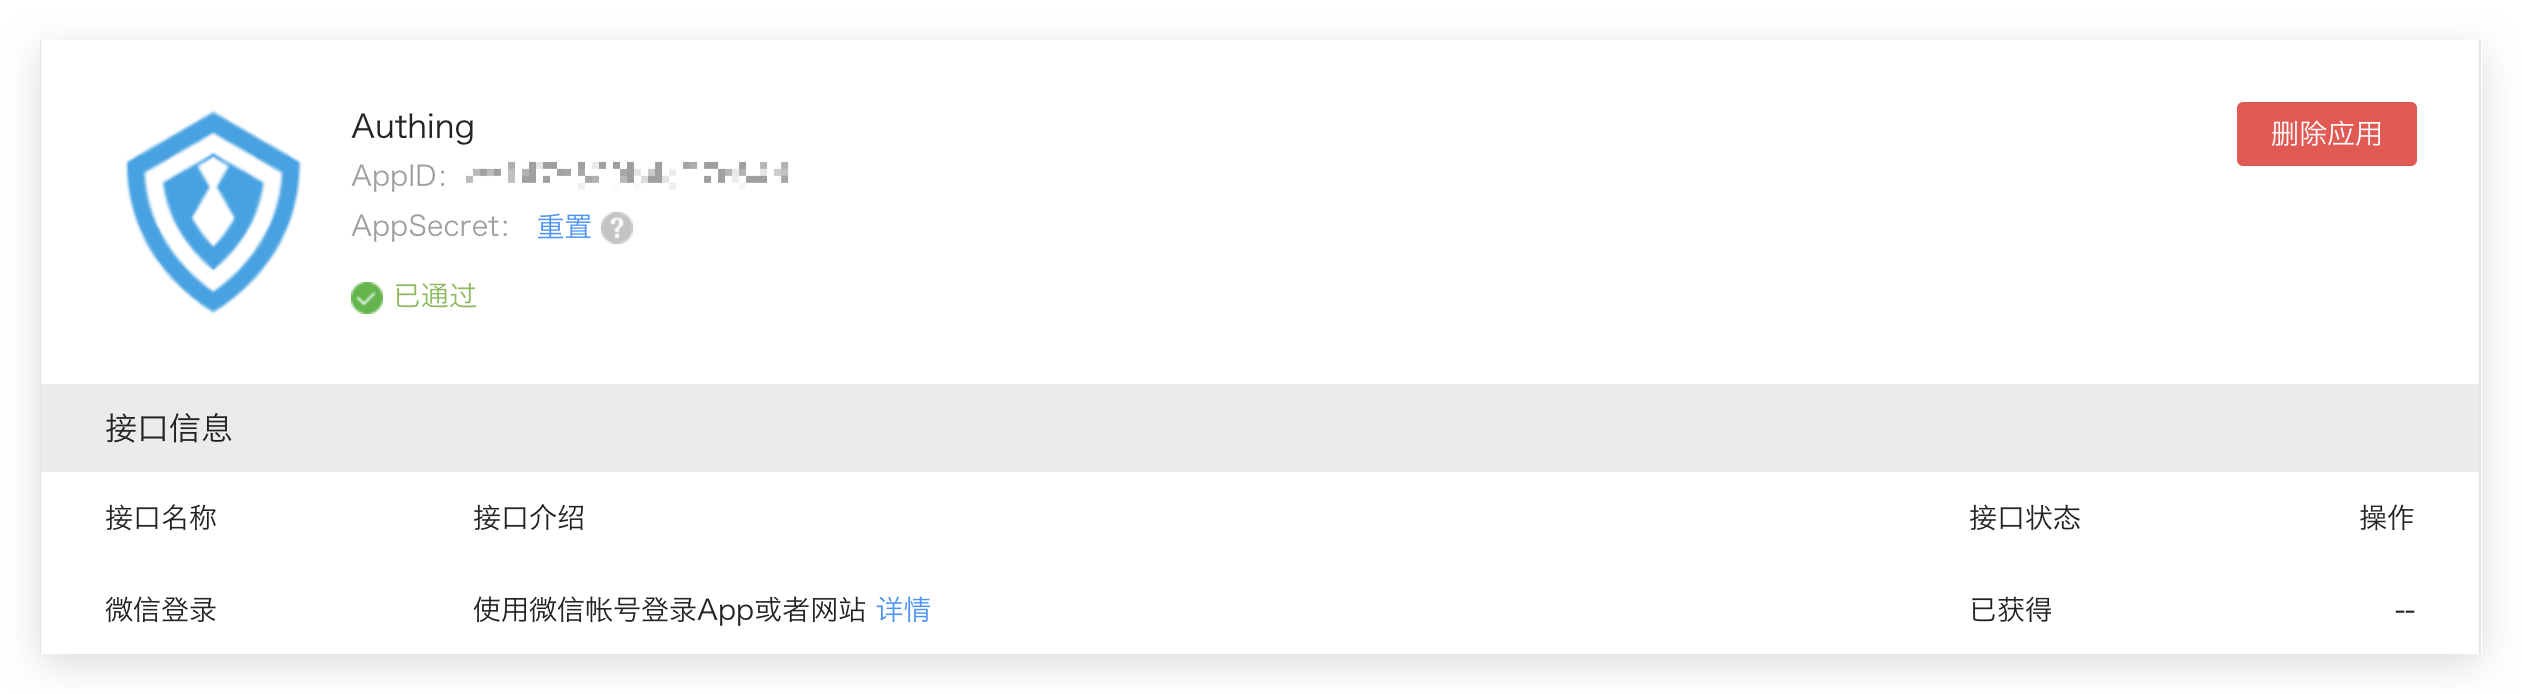 Authing
删除应用
AppID:
AppSecret: 重置 ?
已通过
接口信息
接口名称 接口介绍 接口状态 操作
微信登录 使用微信帐号登录App或者网站 详情 已获得 --